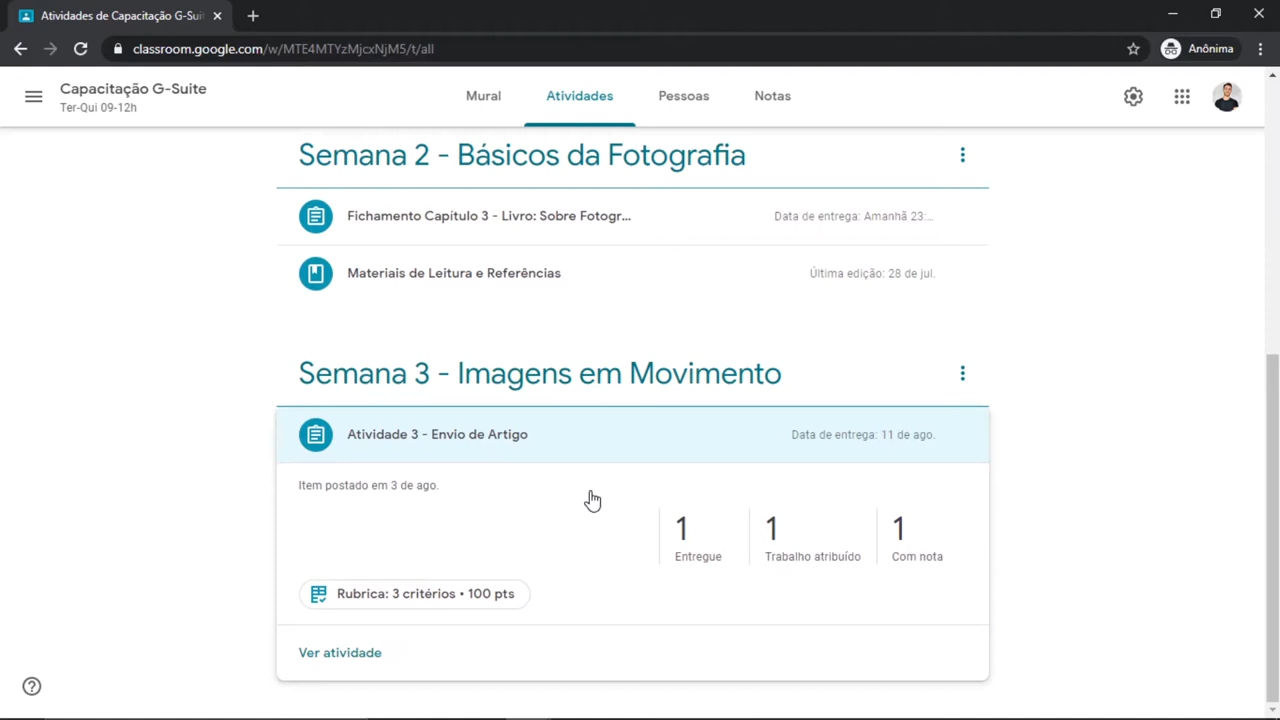 Atividades de Capacitação G-Suit
classroom.google.com/w/MTE4MTYzMjcxNjM5/t/all
Anônima
Capacitação G-Suite
Ter-Qui 09-12h
Mural
Atividades
Pessoas
Notas
Semana 2 - Básicos da Fotografia
Fichamento Capítulo 3 - Livro: Sobre Fotogr...
Data de entrega: Amanhã 23:...
Materiais de Leitura e Referências
Última edição: 28 de jul.
Semana 3 - Imagens em Movimento
Atividade 3 - Envio de Artigo
Data de entrega: 11 de ago.
Item postado em 3 de ago.
1
Entregue
1
Trabalho atribuído
1
Com nota
Rubrica: 3 critérios • 100 pts
Ver atividade